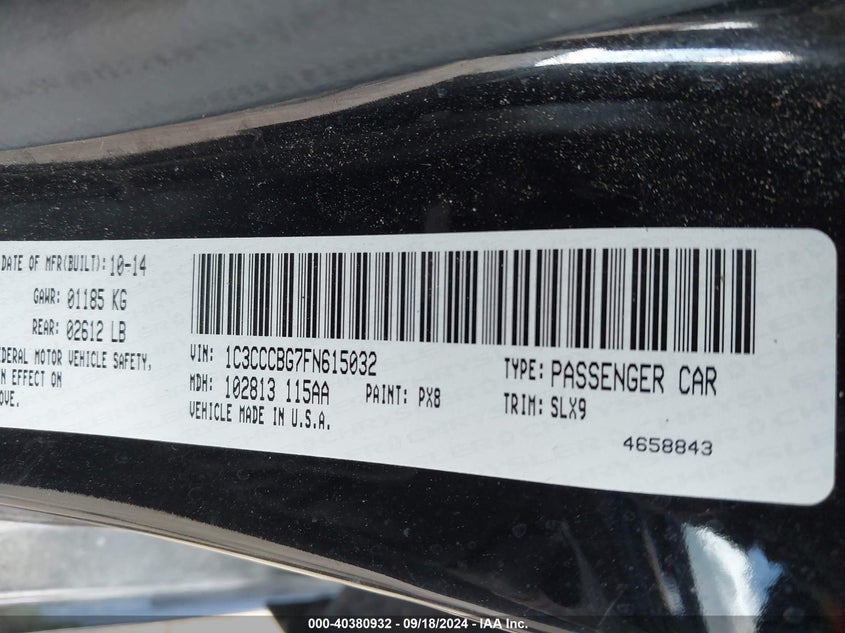 DATE OF MFR(BUILT): 10-14
GAWR: 01185 KG
REAR: 02612 LB
EDERAL MOTOR VEHICLE SAFETY,
N EFFECT ON
OVE.
VIN: 1C3CCCBG7FN615032
MDH: 102813 115AA
PAINT: PX8
VEHICLE MADE IN U.S.A.
TYPE: PASSENGER CAR
TRIM: SLX9
4658843
000-40380932 - 09/18/2024 - IAA Inc.